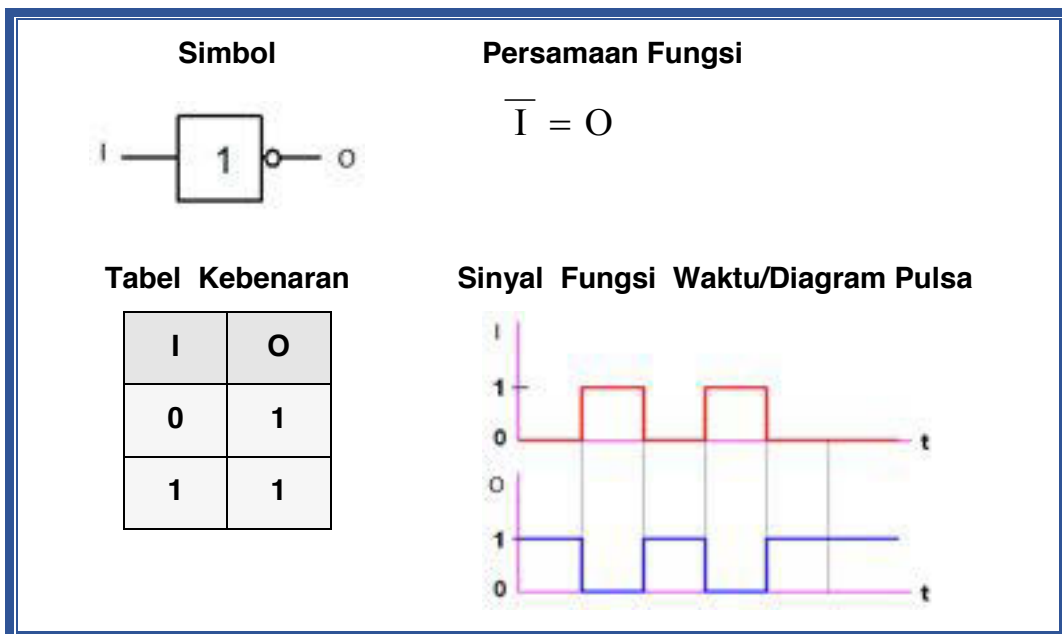 Simbol
Persamaan Fungsi
I 1 O
I̅ = O
Tabel Kebenaran
I O
0 1
1 1
Sinyal Fungsi Waktu/Diagram Pulsa
I
1
0 t
O
1
0 t